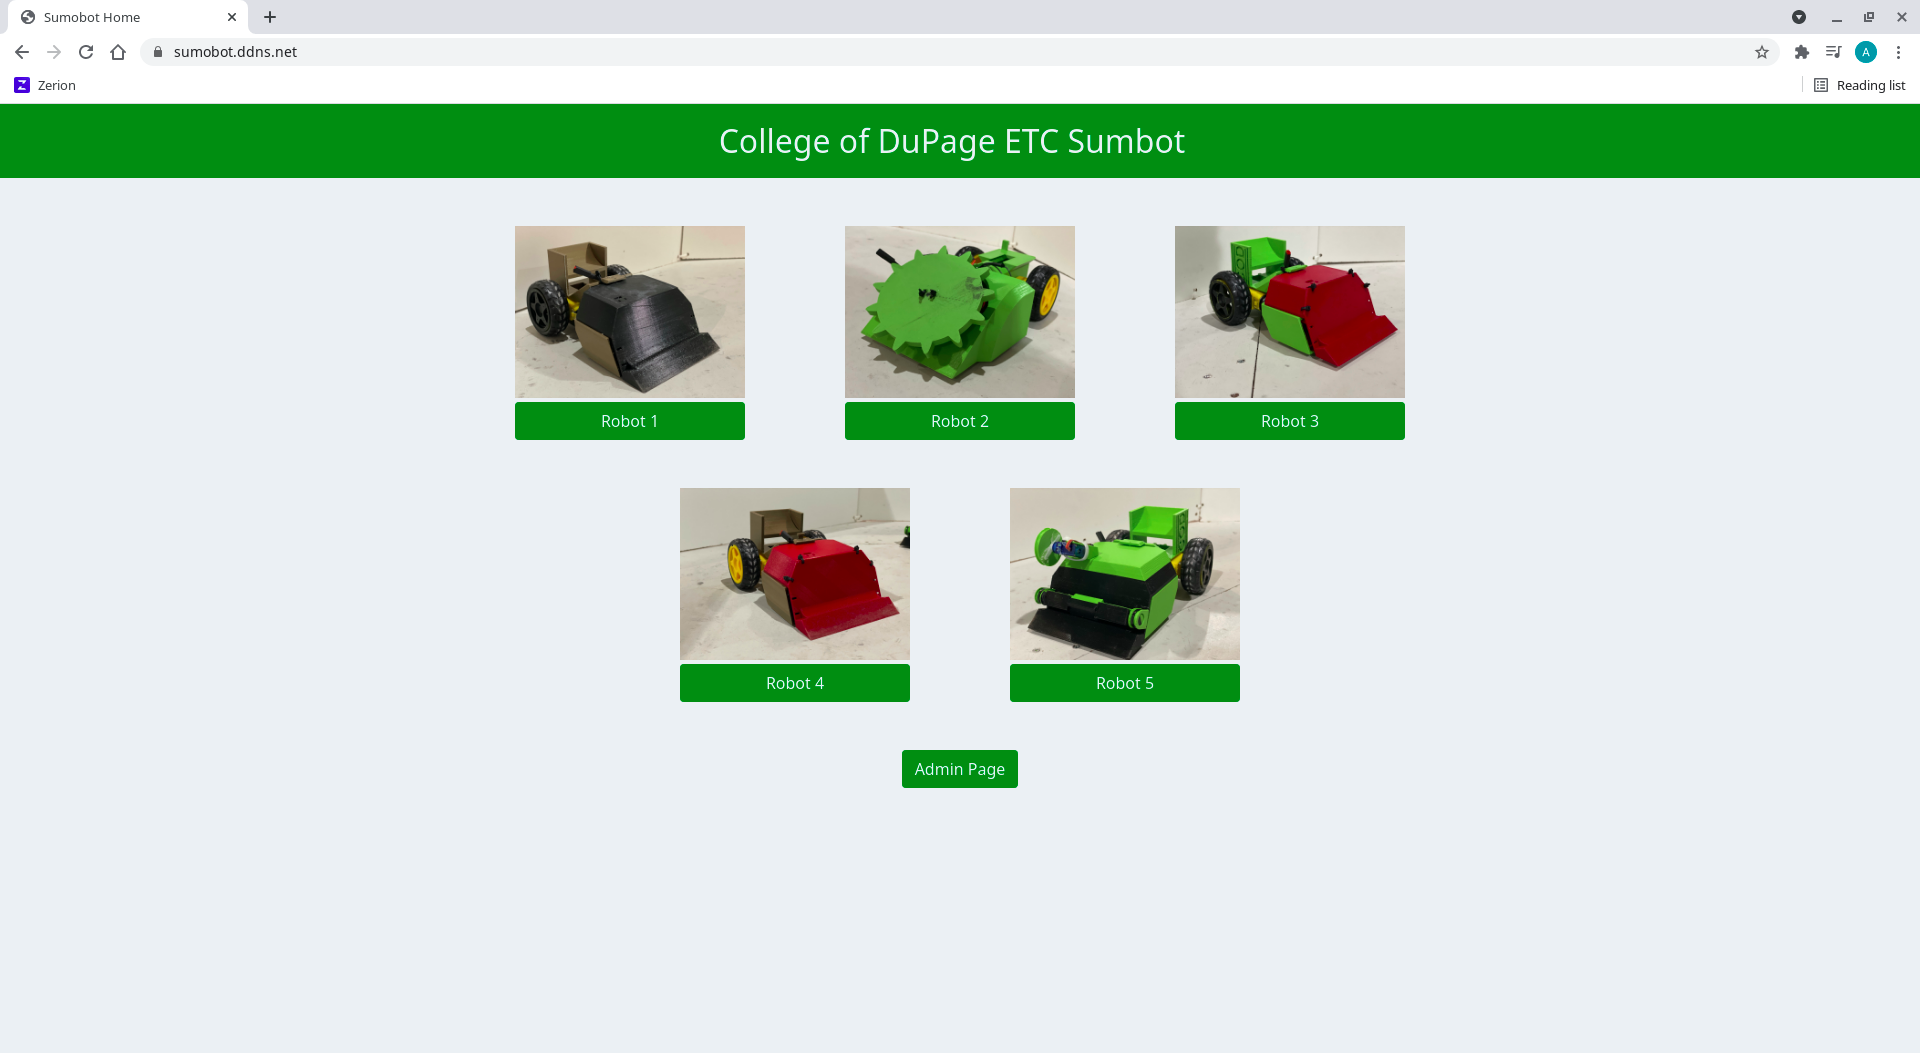 Sumobot Home
sumobot.ddns.net
A
Zerion
Reading list
College of DuPage ETC Sumbot
Robot 1
Robot 2
Robot 3
Robot 4
Robot 5
Admin Page